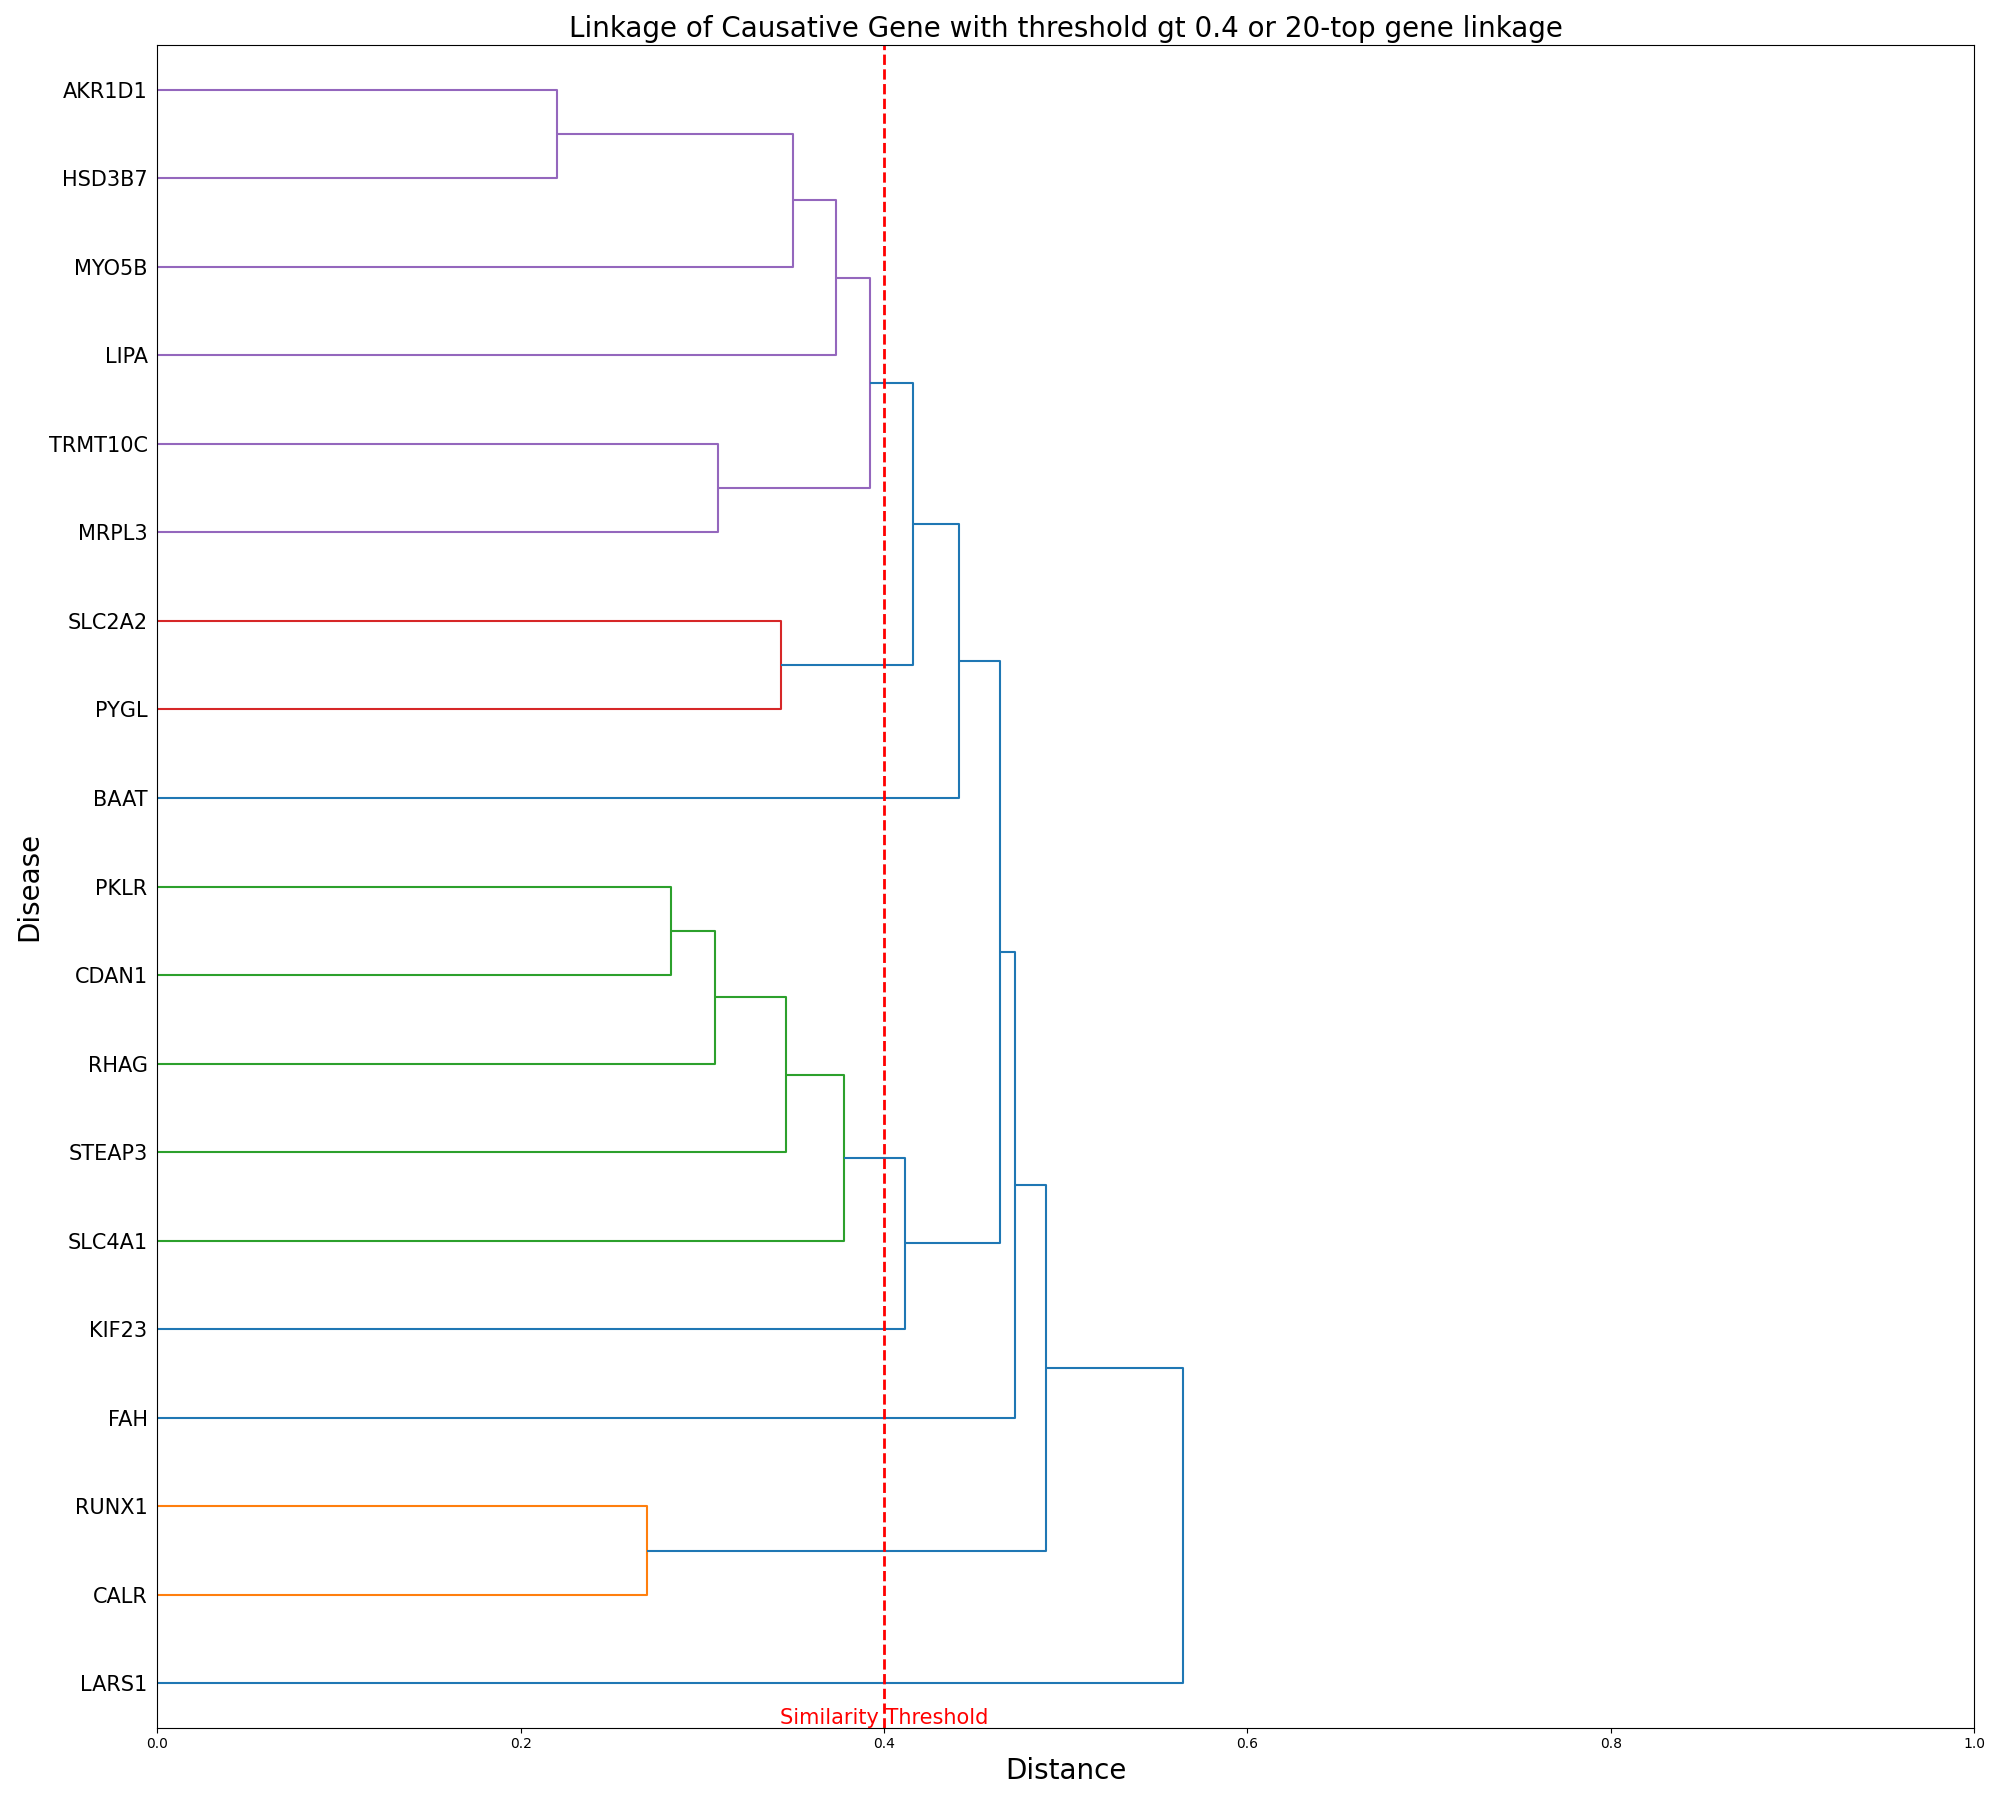 Linkage of Causative Gene with threshold gt 0.4 or 20-top gene linkage
AKR1D1
HSD3B7
MYO5B
LIPA
TRMT10C
MRPL3
SLC2A2
PYGL
BAAT
PKLR
CDAN1
RHAG
STEAP3
SLC4A1
KIF23
FAH
RUNX1
CALR
LARS1
Disease
Similarity Threshold
0.0 0.2 0.4 0.6 0.8 1.0
Distance